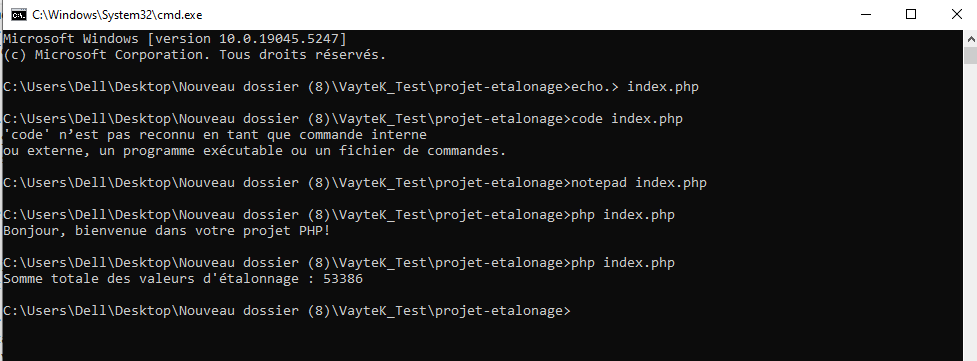 C:\Windows\System32\cmd.exe
Microsoft Windows [version 10.0.19045.5247]
(c) Microsoft Corporation. Tous droits réservés.
C:\Users\Dell\Desktop\Nouveau dossier (8)\VayteK_Test\projet-etalonage>echo.> index.php
C:\Users\Dell\Desktop\Nouveau dossier (8)\VayteK_Test\projet-etalonage>code index.php
'code' n’est pas reconnu en tant que commande interne
ou externe, un programme exécutable ou un fichier de commandes.
C:\Users\Dell\Desktop\Nouveau dossier (8)\VayteK_Test\projet-etalonage>notepad index.php
C:\Users\Dell\Desktop\Nouveau dossier (8)\VayteK_Test\projet-etalonage>php index.php
Bonjour, bienvenue dans votre projet PHP!
C:\Users\Dell\Desktop\Nouveau dossier (8)\VayteK_Test\projet-etalonage>php index.php
Somme totale des valeurs d'étalonnage : 53386
C:\Users\Dell\Desktop\Nouveau dossier (8)\VayteK_Test\projet-etalonage>